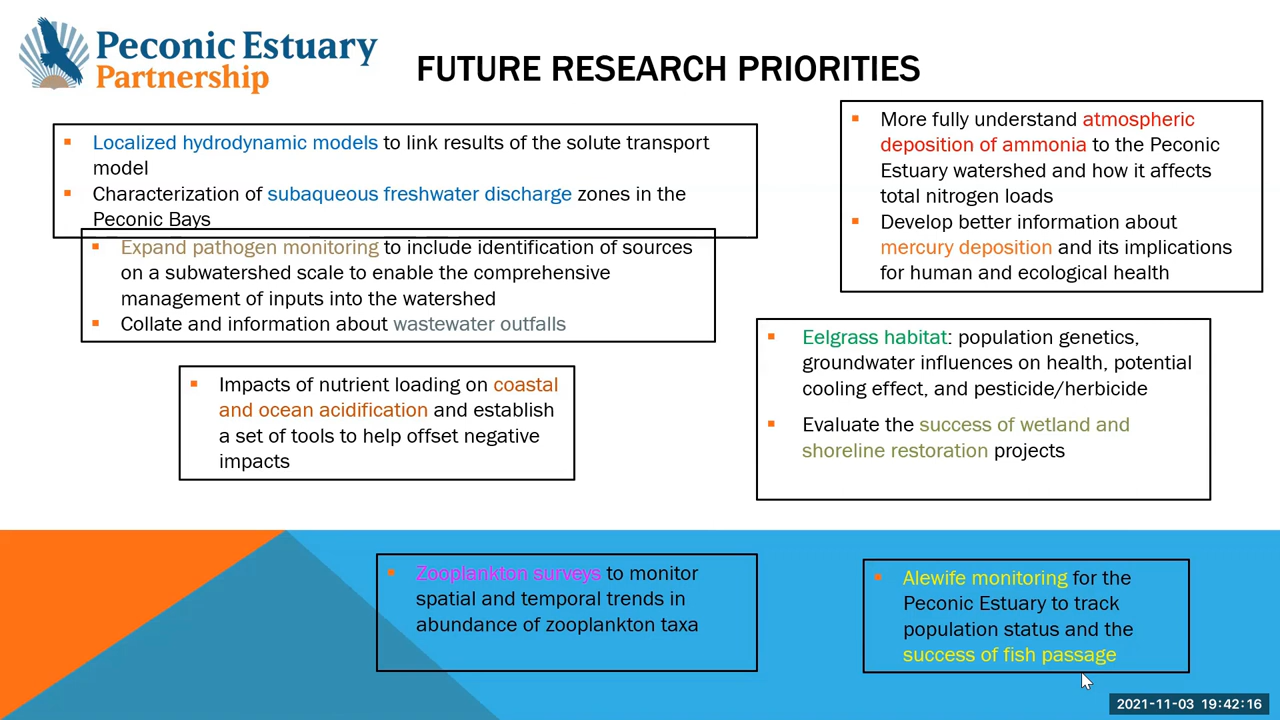 Peconic Estuary
Partnership
FUTURE RESEARCH PRIORITIES
▪ Localized hydrodynamic models to link results of the solute transport
model
▪ Characterization of subaqueous freshwater discharge zones in the
Peconic Bays
▪ Expand pathogen monitoring to include identification of sources
on a subwatershed scale to enable the comprehensive
management of inputs into the watershed
▪ Collate and information about wastewater outfalls
▪ Impacts of nutrient loading on coastal
and ocean acidification and establish
a set of tools to help offset negative
impacts
▪ More fully understand atmospheric
deposition of ammonia to the Peconic
Estuary watershed and how it affects
total nitrogen loads
▪ Develop better information about
mercury deposition and its implications
for human and ecological health
▪ Eelgrass habitat: population genetics,
groundwater influences on health, potential
cooling effect, and pesticide/herbicide
▪ Evaluate the success of wetland and
shoreline restoration projects
▪ Zooplankton surveys to monitor
spatial and temporal trends in
abundance of zooplankton taxa
▪ Alewife monitoring for the
Peconic Estuary to track
population status and the
success of fish passage
2021-11-03 19:42:16